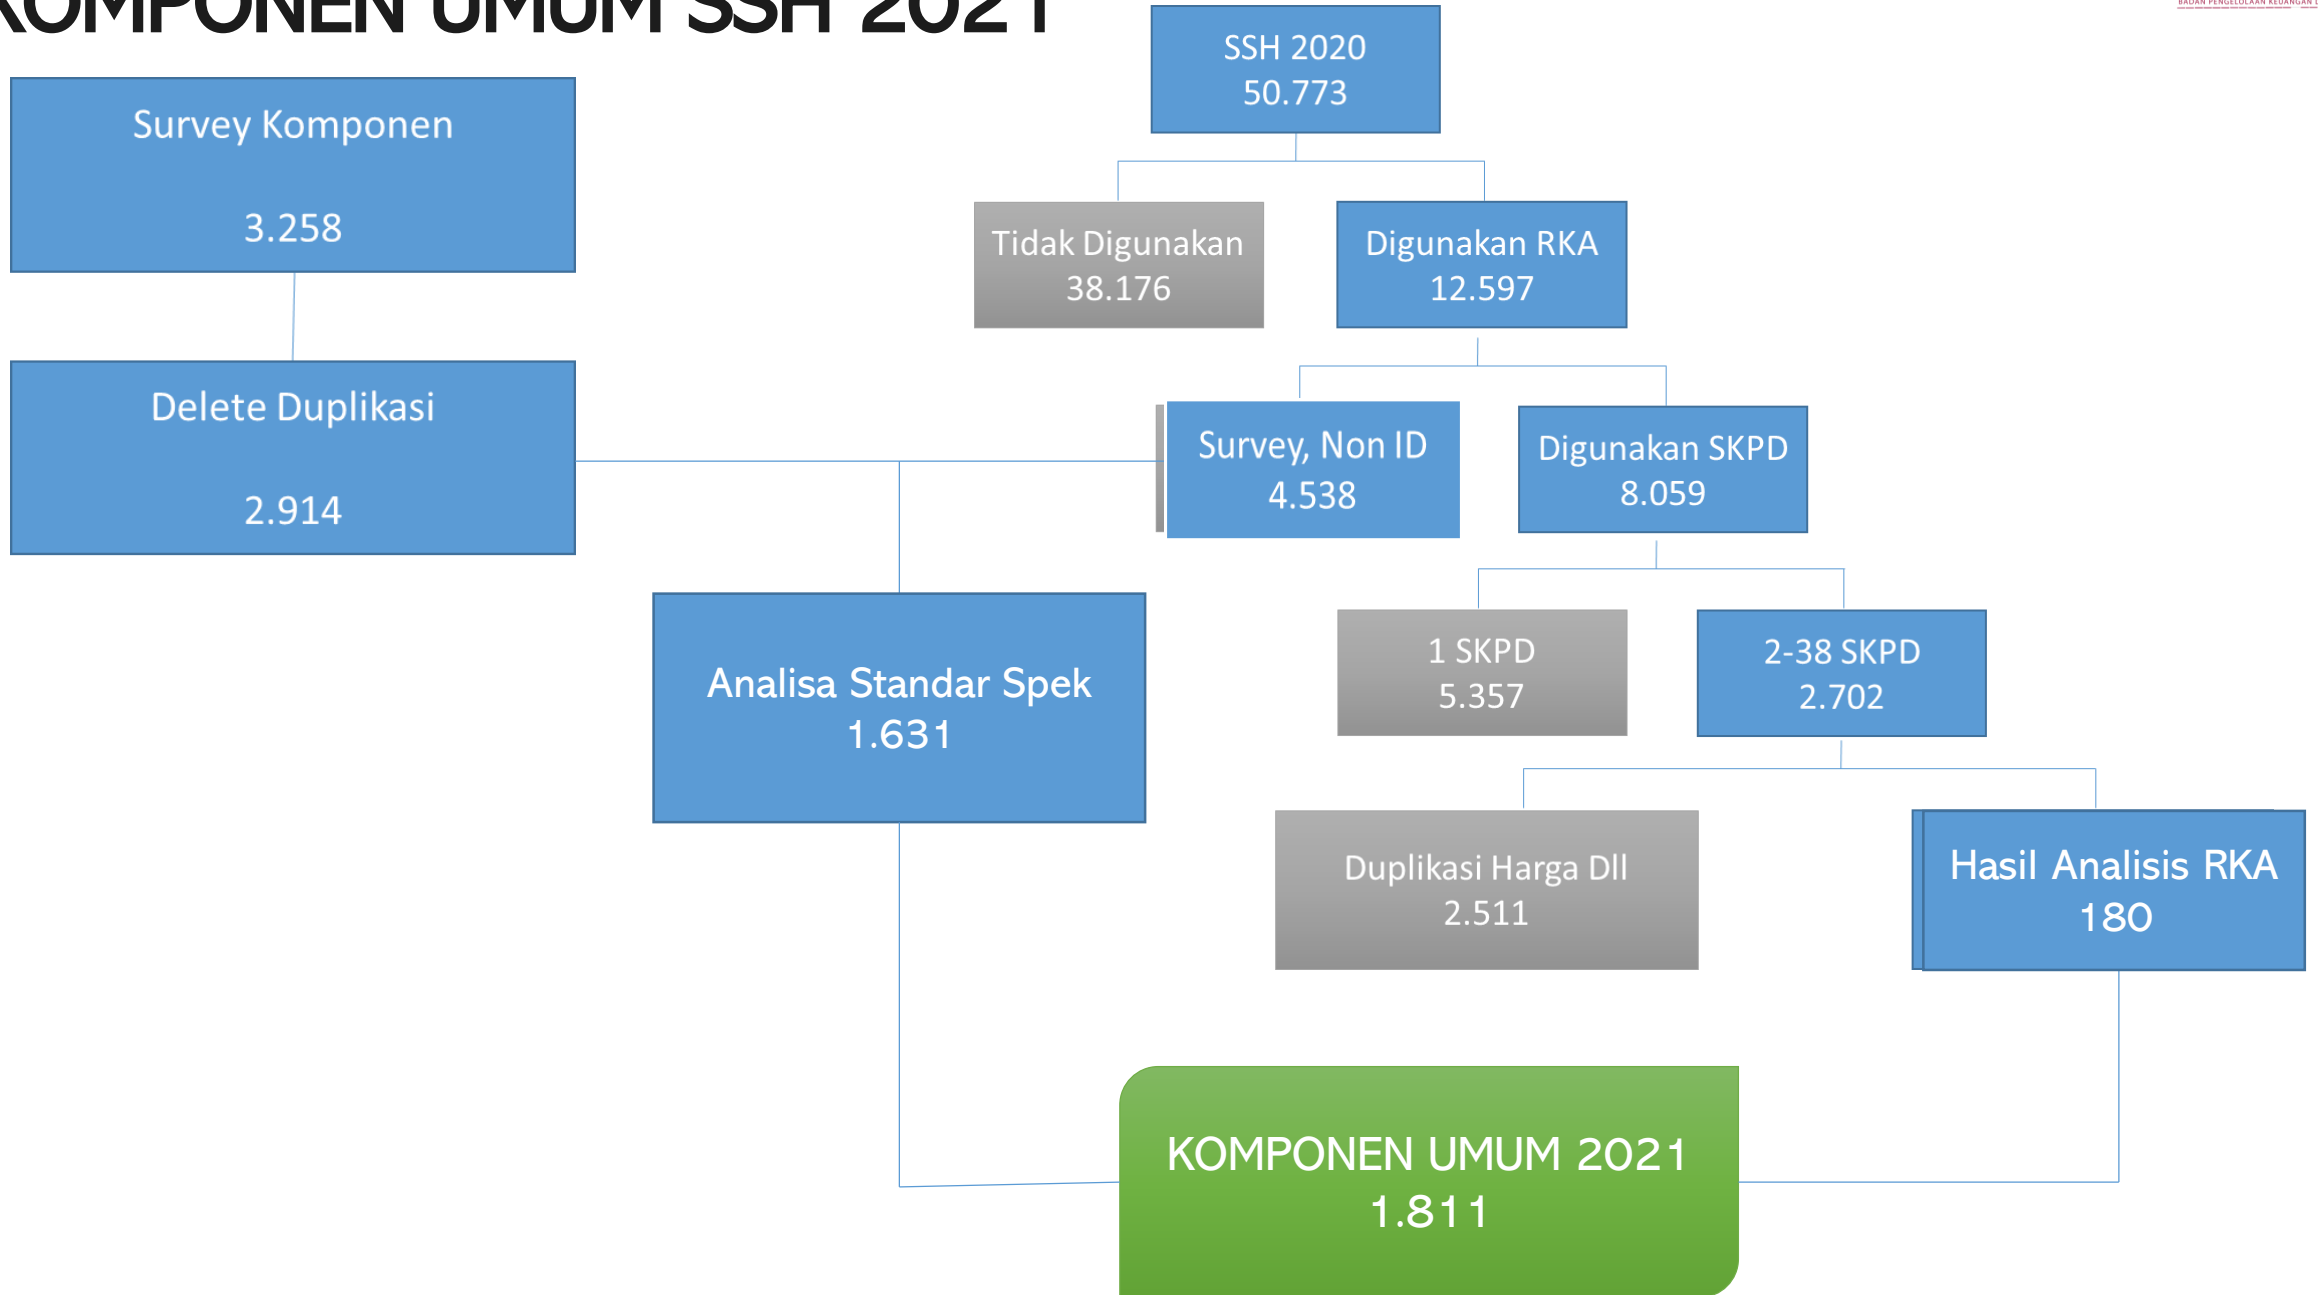 KOMPONEN UMUM SSH 2021
BADAN PENGELOLAAN KEUANGAN
SSH 2020
50.773
Survey Komponen
3.258
Tidak Digunakan
38.176
Digunakan RKA
12.597
Delete Duplikasi
2.914
Survey, Non ID
4.538
Digunakan SKPD
8.059
Analisa Standar Spek
1.631
1 SKPD
5.357
2-38 SKPD
2.702
Duplikasi Harga Dll
2.511
Hasil Analisis RKA
180
KOMPONEN UMUM 2021
1.811